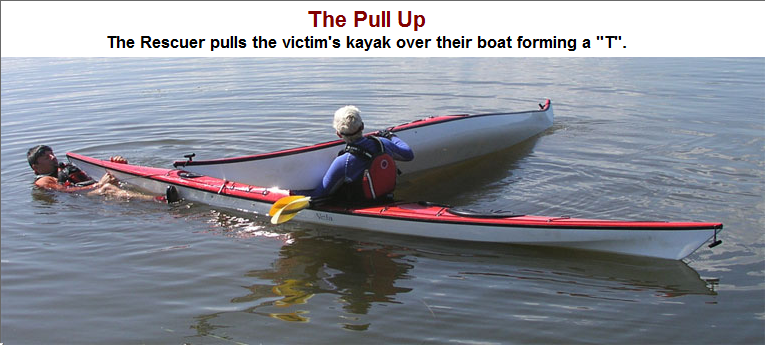 The Pull Up
The Rescuer pulls the victim's kayak over their boat forming a "T".